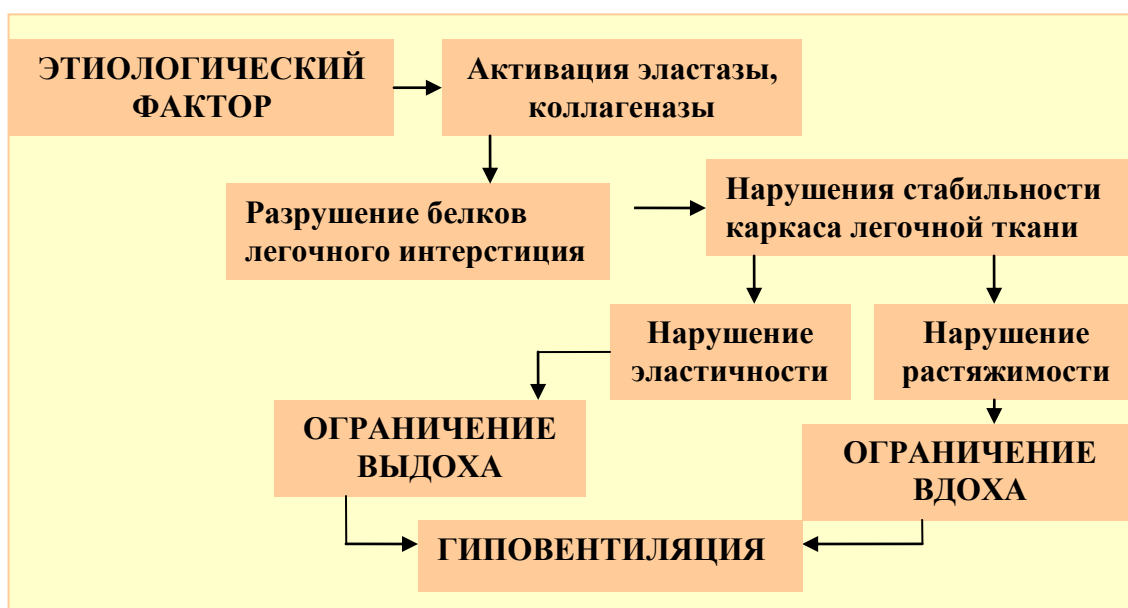 ЭТИОЛОГИЧЕСКИЙ
ФАКТОР
Активация эластазы,
коллагеназы
Разрушение белков
легочного интерстиция
Нарушения стабильности
каркаса легочной ткани
Нарушение
эластичности
Нарушение
растяжимости
ОГРАНИЧЕНИЕ
ВЫДОХА
ОГРАНИЧЕНИЕ
ВДОХА
ГИПОВЕНТИЛЯЦИЯ